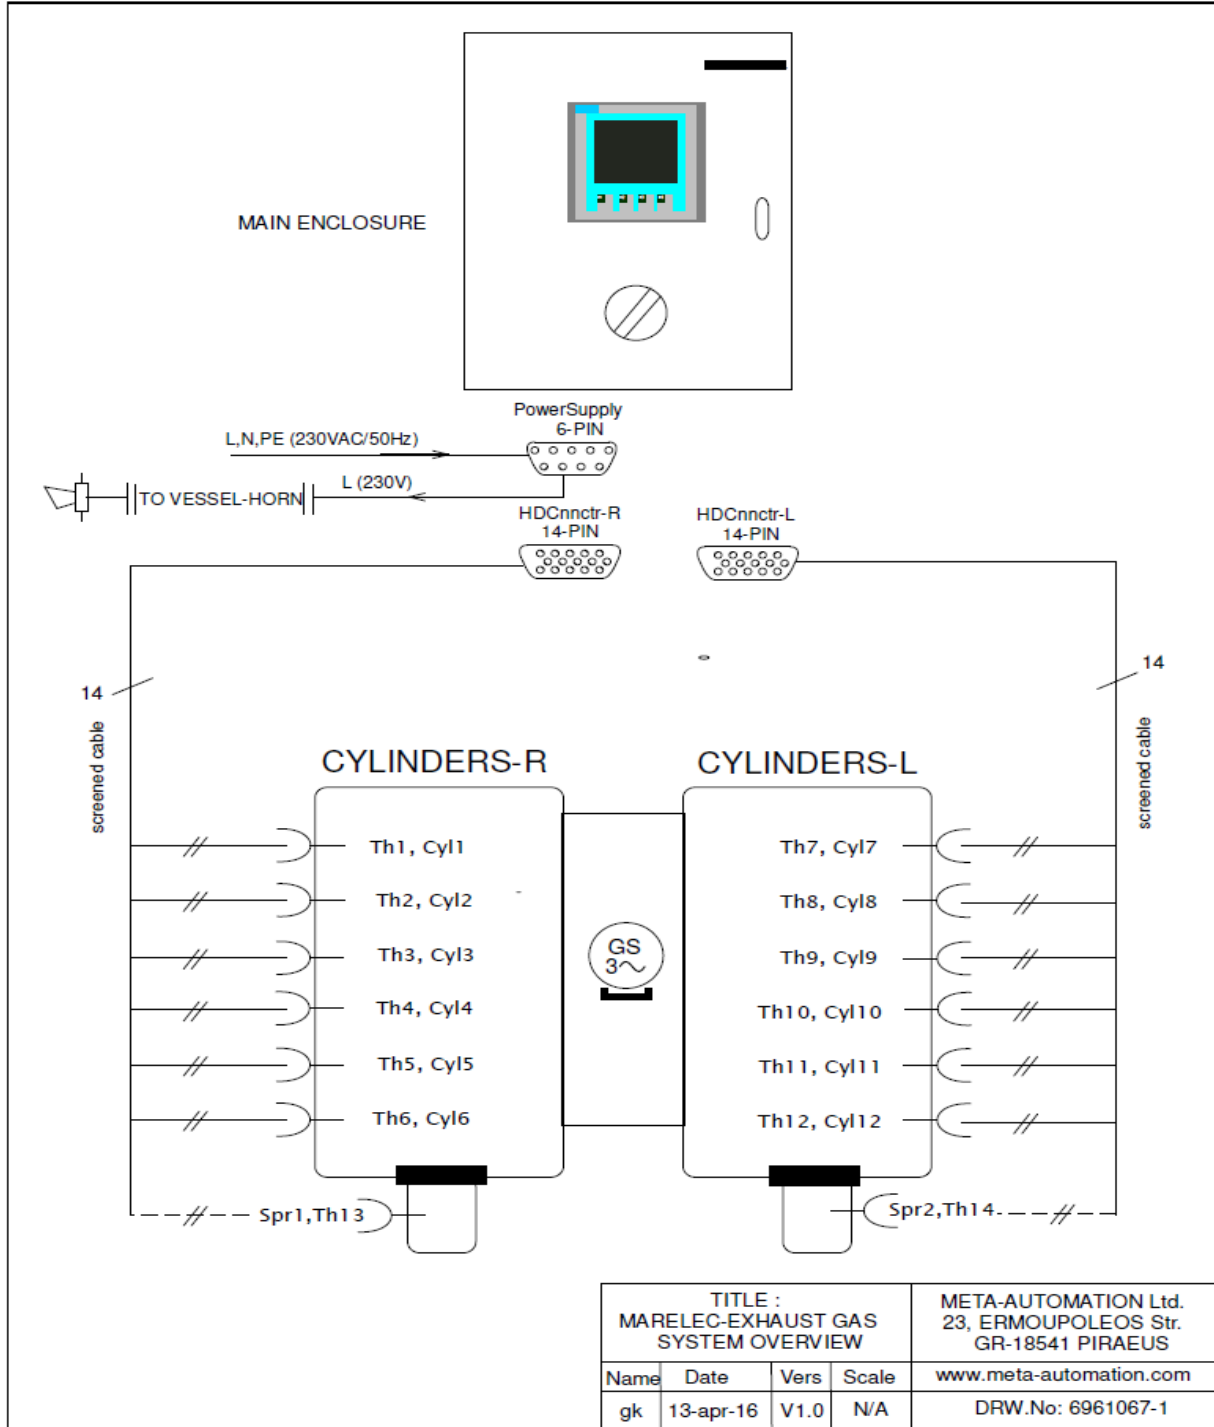 MAIN ENCLOSURE
PowerSupply
6-PIN
L,N,PE (230VAC/50Hz)
L (230V)
TO VESSEL-HORN
HDCnnctr-R
14-PIN
HDCnnctr-L
14-PIN
14
screened cable
14
screened cable
CYLINDERS-R
CYLINDERS-L
Th1, Cyl1
Th2, Cyl2
Th3, Cyl3
Th4, Cyl4
Th5, Cyl5
Th6, Cyl6
Spr1,Th13
GS
3~
Th7, Cyl7
Th8, Cyl8
Th9, Cyl9
Th10, Cyl10
Th11, Cyl11
Th12, Cyl12
Spr2,Th14
TITLE :
MARELEC-EXHAUST GAS
SYSTEM OVERVIEW
META-AUTOMATION Ltd.
23, ERMOUPOLEOS Str.
GR-18541 PIRAEUS
Name Date Vers Scale
www.meta-automation.com
gk 13-apr-16 V1.0 N/A
DRW.No: 6961067-1